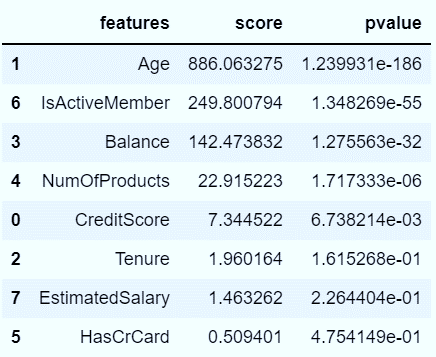 features score pvalue
1 Age 886.063275 1.239931e-186
6 IsActiveMember 249.800794 1.348269e-55
3 Balance 142.473832 1.275563e-32
4 NumOfProducts 22.915223 1.717333e-06
0 CreditScore 7.344522 6.738214e-03
2 Tenure 1.960164 1.615268e-01
7 EstimatedSalary 1.463262 2.264404e-01
5 HasCrCard 0.509401 4.754149e-01